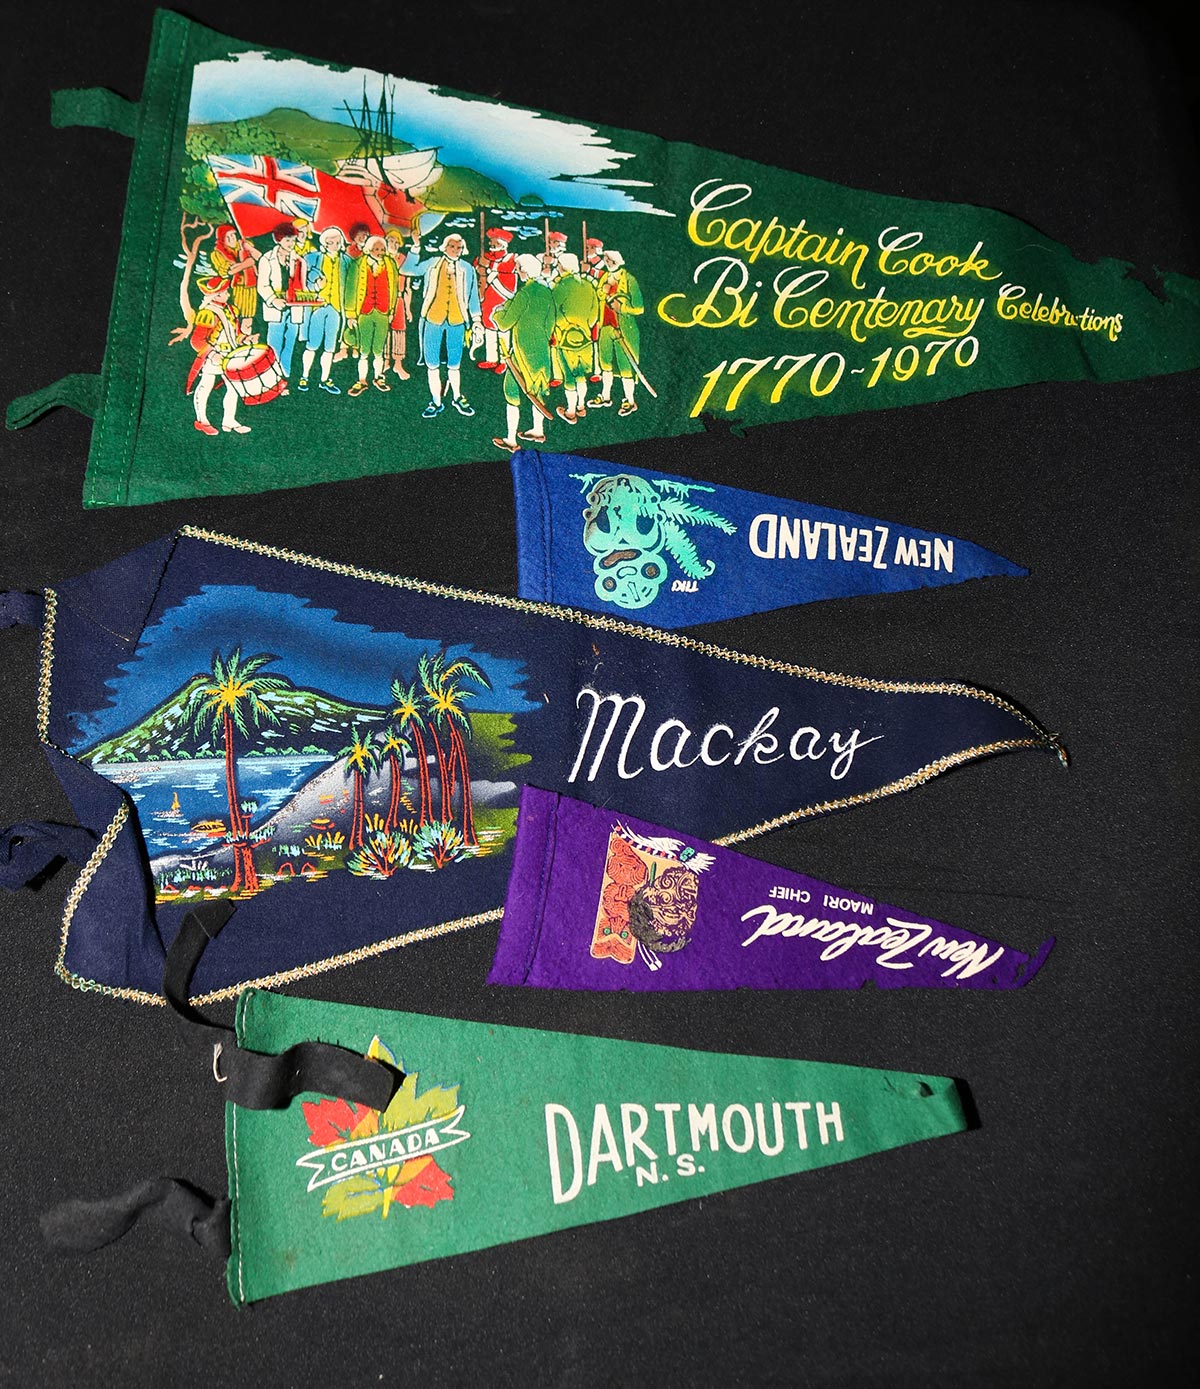 Captain Cook
Bi Centenary Celebrations
1770-1970
NEW ZEALAND
TIKI
Mackay
New Zealand
MAORI CHIEF
CANADA
DARTMOUTH
N.S.